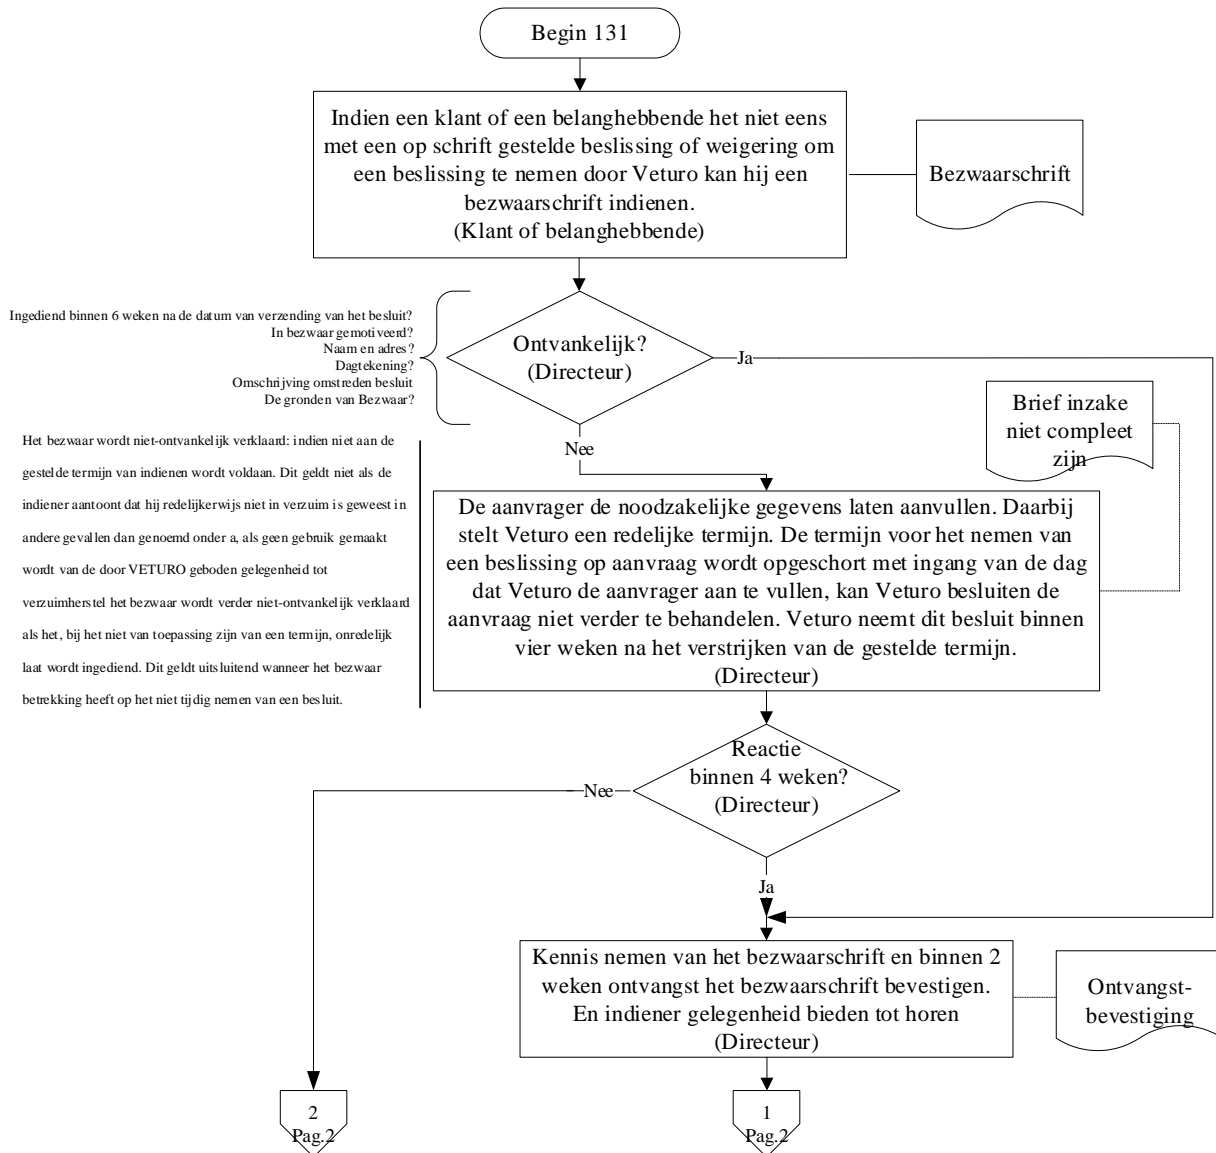 Begin 131
Indien een klant of een belanghebbende het niet eens
met een op schrift gestelde beslissing of weigering om
een beslissing te nemen door Veturo kan hij een
bezwaarschrift indienen.
(Klant of belanghebbende)
Bezwaarschrift
Ingediend binnen 6 weken na de datum van verzending van het besluit?
In bezwaar gemotiveerd?
Naam en adres?
Dagtekening?
Omschrijving omstreden besluit
De gronden van Bezwaar?
Ontvankelijk?
(Directeur)
Ja
Nee
Brief inzake
niet compleet
zijn
Het bezwaar wordt niet-ontvankelijk verklaard: indien niet aan de
gestelde termijn van indienen wordt voldaan. Dit geldt niet als de
indiener aantoont dat hij redelijkerwijs niet in verzuim is geweest in
andere gevallen dan genoemd onder a, als geen gebruik gemaakt
wordt van de door VETURO geboden gelegenheid tot
verzuimherstel het bezwaar wordt verder niet-ontvankelijk verklaard
als het, bij het niet van toepassing zijn van een termijn, onredelijk
laat wordt ingediend. Dit geldt uitsluitend wanneer het bezwaar
betrekking heeft op het niet tijdig nemen van een besluit.
De aanvrager de noodzakelijke gegevens laten aanvullen. Daarbij
stelt Veturo een redelijke termijn. De termijn voor het nemen van
een beslissing op aanvraag wordt opgeschort met ingang van de dag
dat Veturo de aanvrager aan te vullen, kan Veturo besluiten de
aanvraag niet verder te behandelen. Veturo neemt dit besluit binnen
vier weken na het verstrijken van de gestelde termijn.
(Directeur)
Reactie
binnen 4 weken?
(Directeur)
Nee
Ja
Kennis nemen van het bezwaarschrift en binnen 2
weken ontvangst het bezwaarschrift bevestigen.
En indiener gelegenheid bieden tot horen
(Directeur)
Ontvangst-
bevestiging
2
Pag.2
1
Pag.2